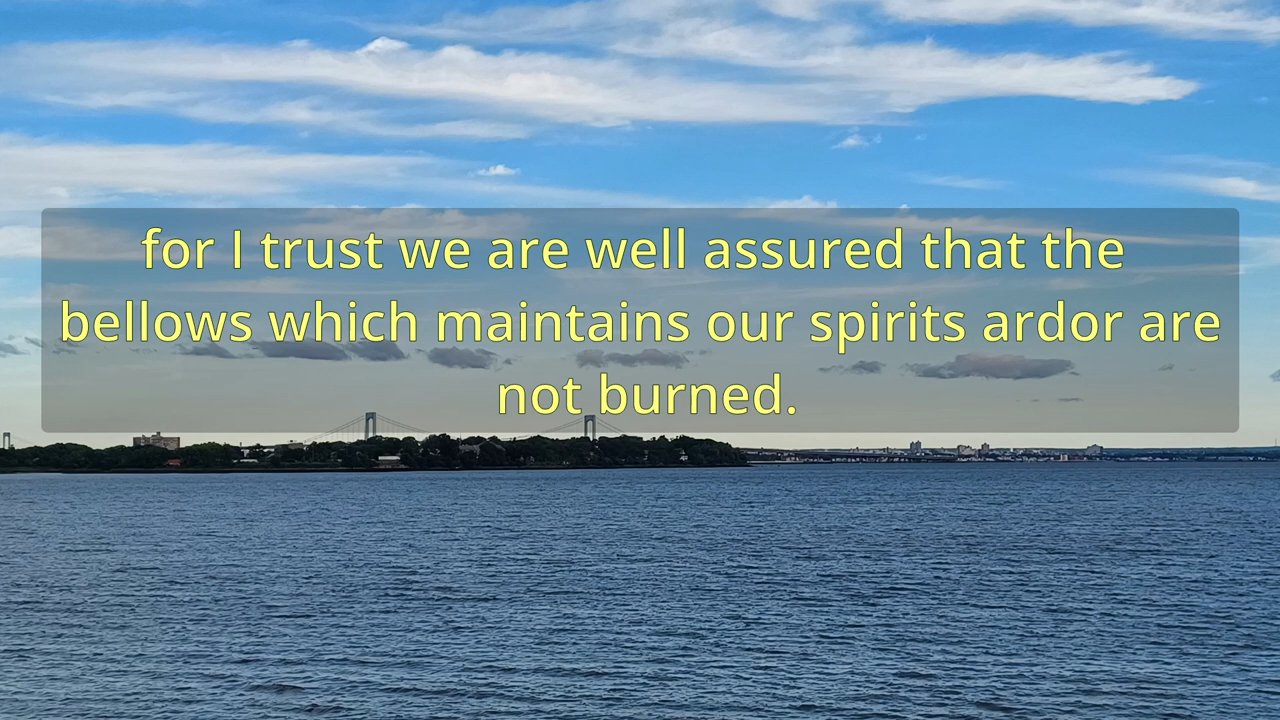 for I trust we are well assured that the
bellows which maintains our spirits ardor are
not burned.